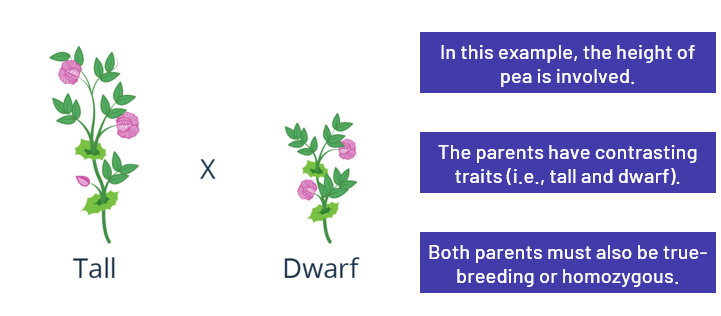 In this example, the height of
pea is involved.
The parents have contrasting
traits (i.e., tall and dwarf).
Both parents must also be true-
breeding or homozygous.
X
Tall
Dwarf